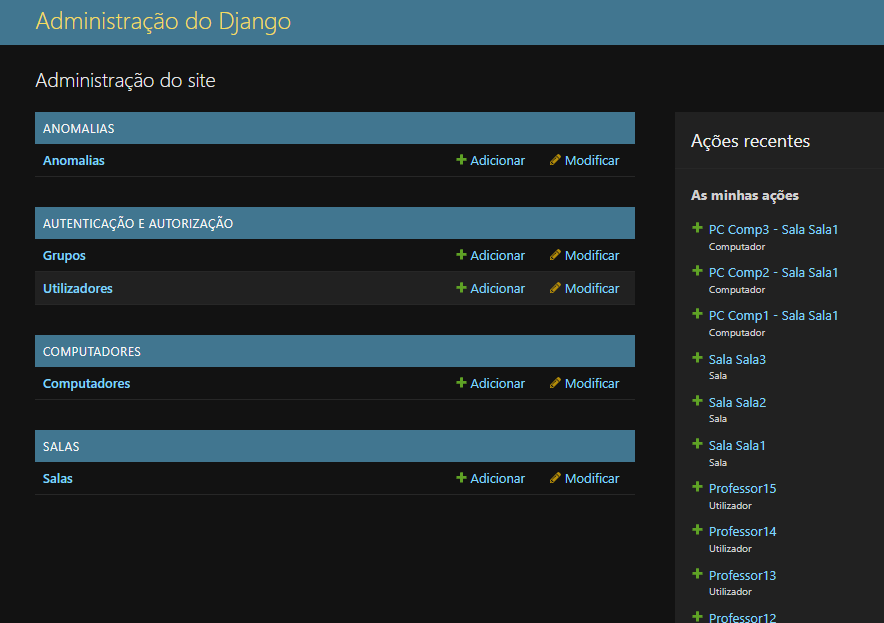 Administração do Django
Administração do site
ANOMALIAS
Anomalias Adicionar Modificar
AUTENTICAÇÃO E AUTORIZAÇÃO
Grupos Adicionar Modificar
Utilizadores Adicionar Modificar
COMPUTADORES
Computadores Adicionar Modificar
SALAS
Salas Adicionar Modificar
Ações recentes
As minhas ações
PC Comp3 - Sala Sala1
Computador
PC Comp2 - Sala Sala1
Computador
PC Comp1 - Sala Sala1
Computador
Sala Sala3
Sala
Sala Sala2
Sala
Sala Sala1
Sala
Professor15
Utilizador
Professor14
Utilizador
Professor13
Utilizador
Professor12